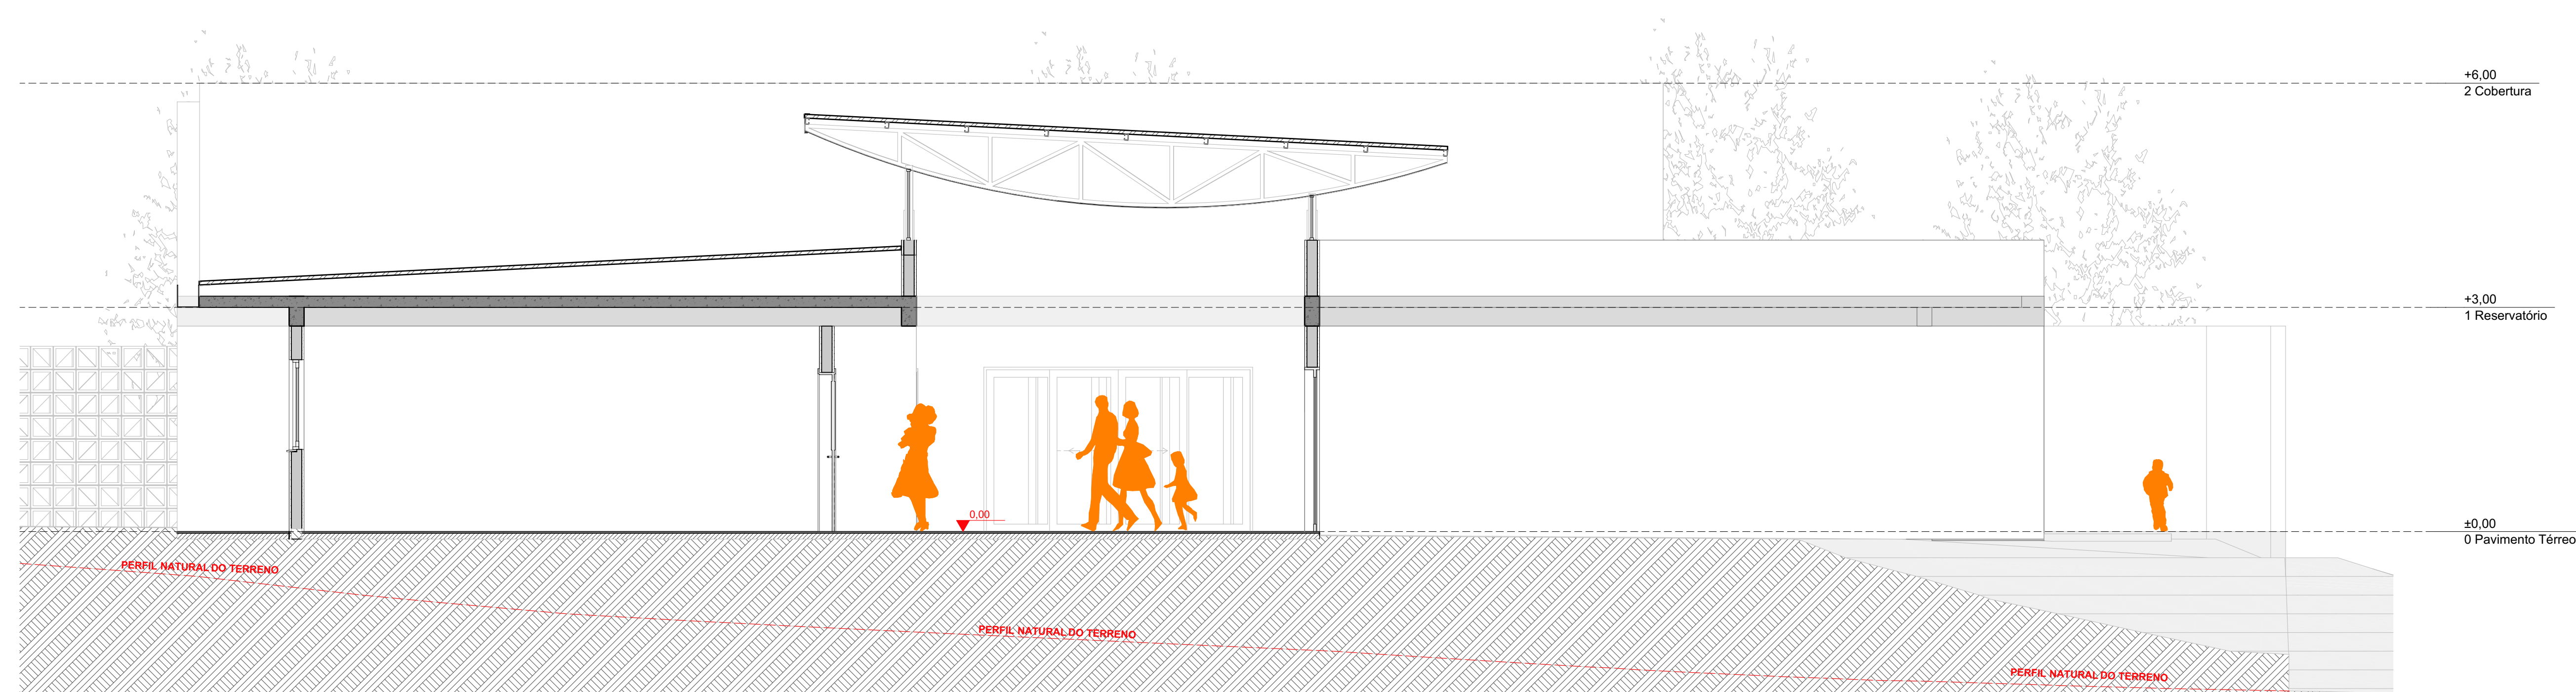 +6,00
2 Cobertura
+3,00
1 Reservatório
0,00
±0,00
0 Pavimento Térreo
PERFIL NATURAL DO TERRENO
PERFIL NATURAL DO TERRENO
PERFIL NATURAL DO TERRENO